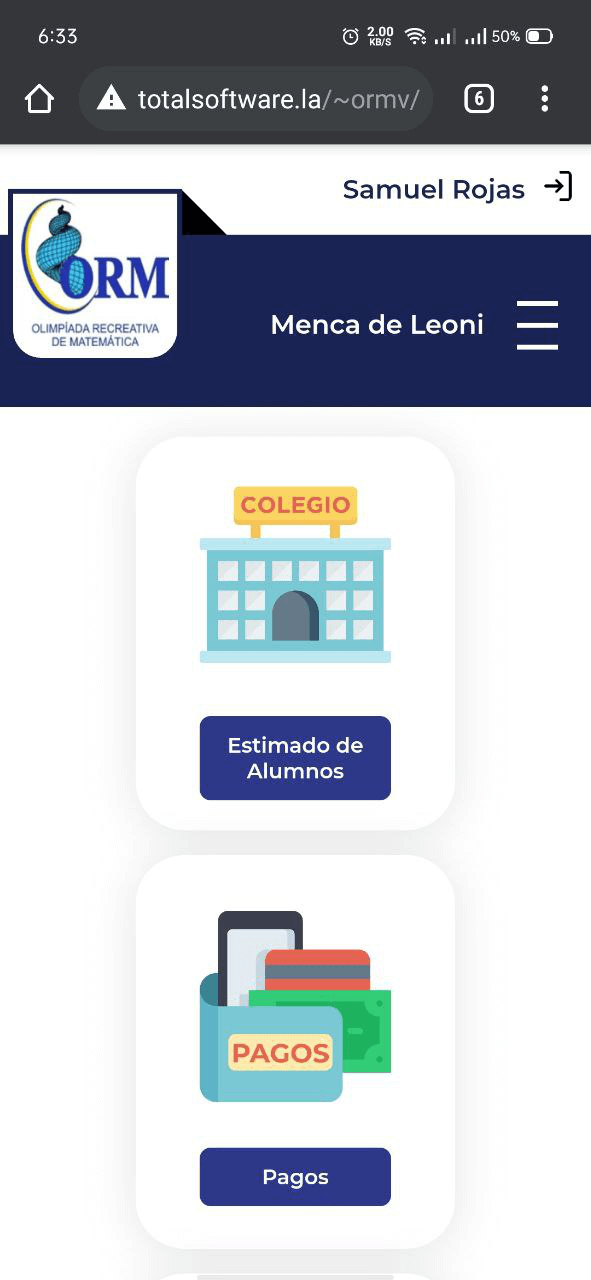 6:33
2.00
KB/S
50%
totalsoftware.la/~ormv/
6
Samuel Rojas
ORM
OLIMPÍADA RECREATIVA
DE MATEMÁTICA
Menca de Leoni
COLEGIO
Estimado de
Alumnos
PAGOS
Pagos